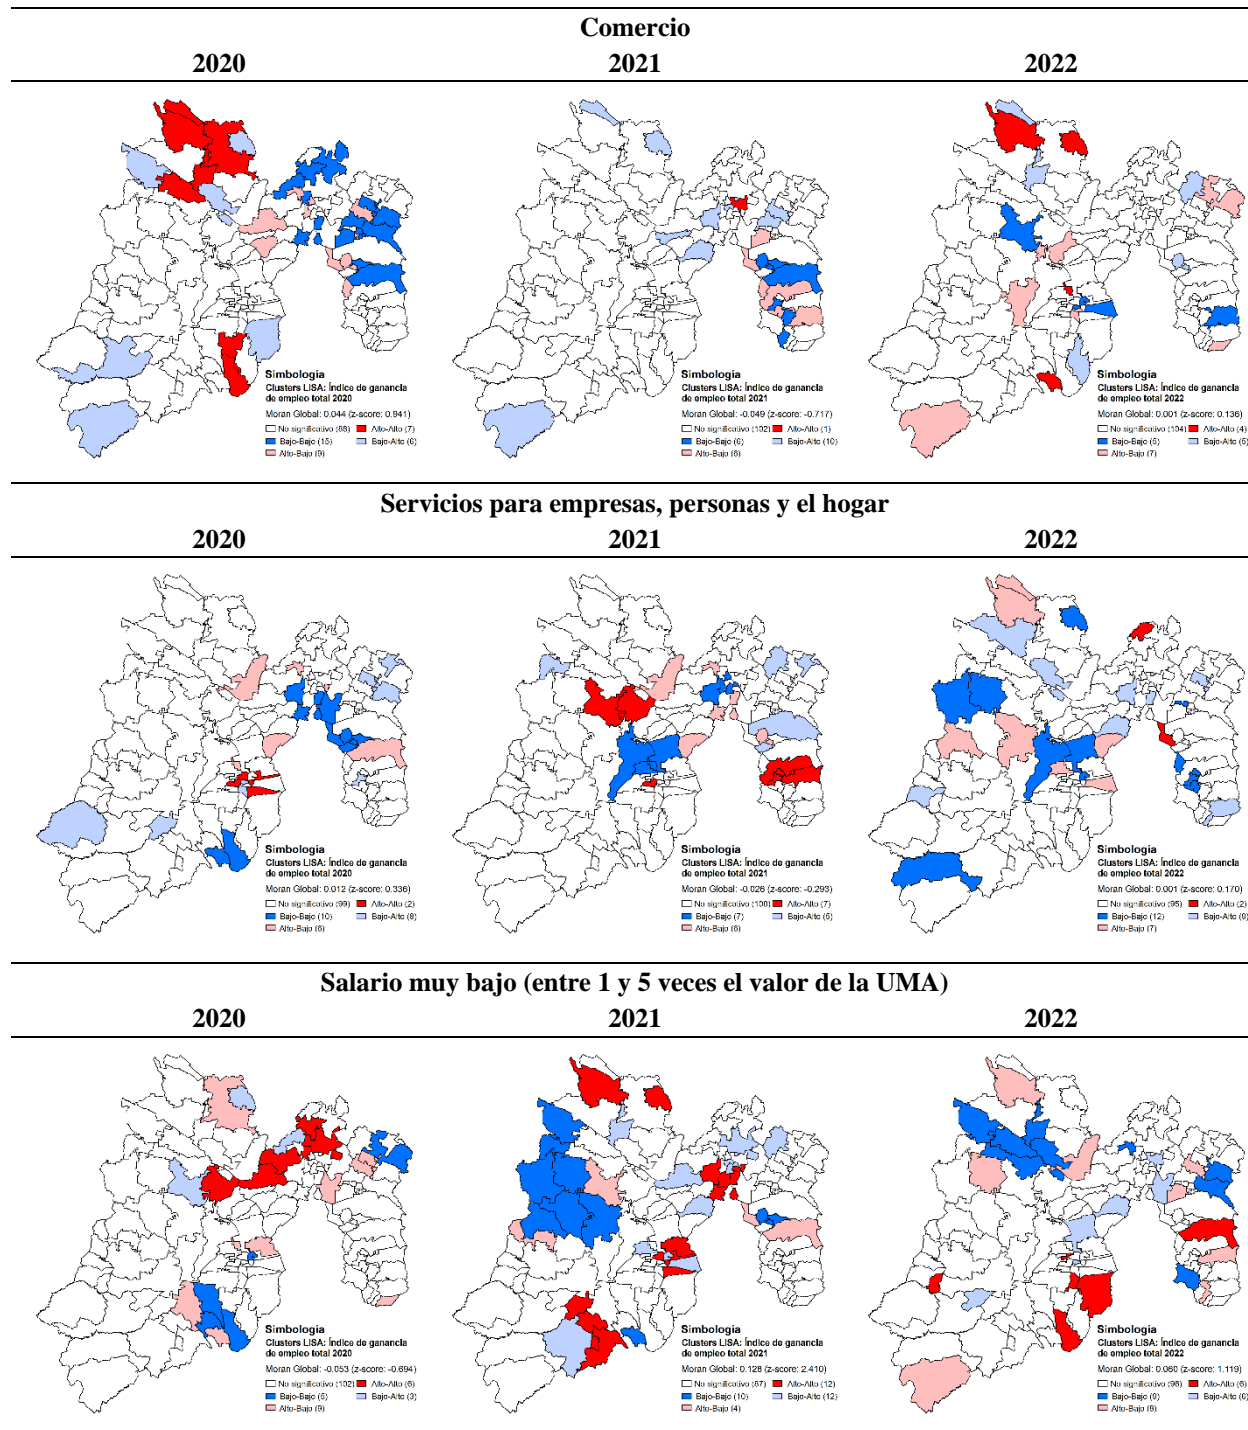 Comercio
2020 2021 2022
Simbología
Clusters LISA: Índice de ganancia
de empleo total 2020
Moran Global: 0.044 (z-score: 0.941)
No significativo (88) Alto-Alto (7)
Bajo-Bajo (15) Bajo-Alto (6)
Alto-Bajo (9)
Simbología
Clusters LISA: Índice de ganancia
de empleo total 2021
Moran Global: -0.049 (z-score: -0.717)
No significativo (102) Alto-Alto (1)
Bajo-Bajo (6) Bajo-Alto (10)
Alto-Bajo (6)
Simbología
Clusters LISA: Índice de ganancia
de empleo total 2022
Moran Global: 0.001 (z-score: 0.136)
No significativo (104) Alto-Alto (4)
Bajo-Bajo (5) Bajo-Alto (5)
Alto-Bajo (7)
Servicios para empresas, personas y el hogar
2020 2021 2022
Simbología
Clusters LISA: Índice de ganancia
de empleo total 2020
Moran Global: 0.012 (z-score: 0.336)
No significativo (99) Alto-Alto (2)
Bajo-Bajo (10) Bajo-Alto (8)
Alto-Bajo (6)
Simbología
Clusters LISA: Índice de ganancia
de empleo total 2021
Moran Global: -0.026 (z-score: -0.293)
No significativo (100) Alto-Alto (7)
Bajo-Bajo (7) Bajo-Alto (5)
Alto-Bajo (6)
Simbología
Clusters LISA: Índice de ganancia
de empleo total 2022
Moran Global: 0.001 (z-score: 0.170)
No significativo (95) Alto-Alto (2)
Bajo-Bajo (12) Bajo-Alto (9)
Alto-Bajo (7)
Salario muy bajo (entre 1 y 5 veces el valor de la UMA)
2020 2021 2022
Simbología
Clusters LISA: Índice de ganancia
de empleo total 2020
Moran Global: -0.053 (z-score: -0.694)
No significativo (102) Alto-Alto (6)
Bajo-Bajo (5) Bajo-Alto (3)
Alto-Bajo (9)
Simbología
Clusters LISA: Índice de ganancia
de empleo total 2021
Moran Global: 0.128 (z-score: 2.410)
No significativo (87) Alto-Alto (12)
Bajo-Bajo (10) Bajo-Alto (12)
Alto-Bajo (4)
Simbología
Clusters LISA: Índice de ganancia
de empleo total 2022
Moran Global: 0.060 (z-score: 1.119)
No significativo (96) Alto-Alto (6)
Bajo-Bajo (9) Bajo-Alto (6)
Alto-Bajo (8)